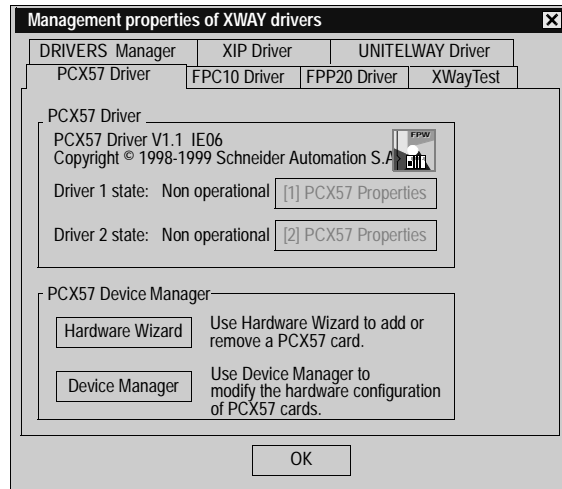 Management properties of XWAY drivers
DRIVERS Manager
XIP Driver
UNITELWAY Driver
PCX57 Driver
FPC10 Driver
FPP20 Driver
XWayTest
PCX57 Driver
PCX57 Driver V1.1 IE06
FPW
Copyright © 1998-1999 Schneider Automation S.A
Driver 1 state: Non operational
[1] PCX57 Properties
Driver 2 state: Non operational
[2] PCX57 Properties
PCX57 Device Manager
Hardware Wizard
Use Hardware Wizard to add or
remove a PCX57 card.
Device Manager
Use Device Manager to
modify the hardware configuration
of PCX57 cards.
OK